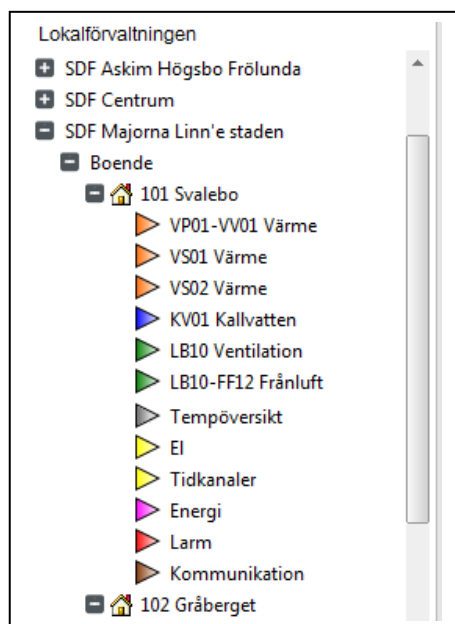 Lokalförvaltningen
SDF Askim Högsbo Frölunda
SDF Centrum
SDF Majorna Linn'e staden
Boende
101 Svalebo
VP01-VV01 Värme
VS01 Värme
VS02 Värme
KV01 Kallvatten
LB10 Ventilation
LB10-FF12 Frånluft
Tempöversikt
El
Tidkanaler
Energi
Larm
Kommunikation
102 Gråberget